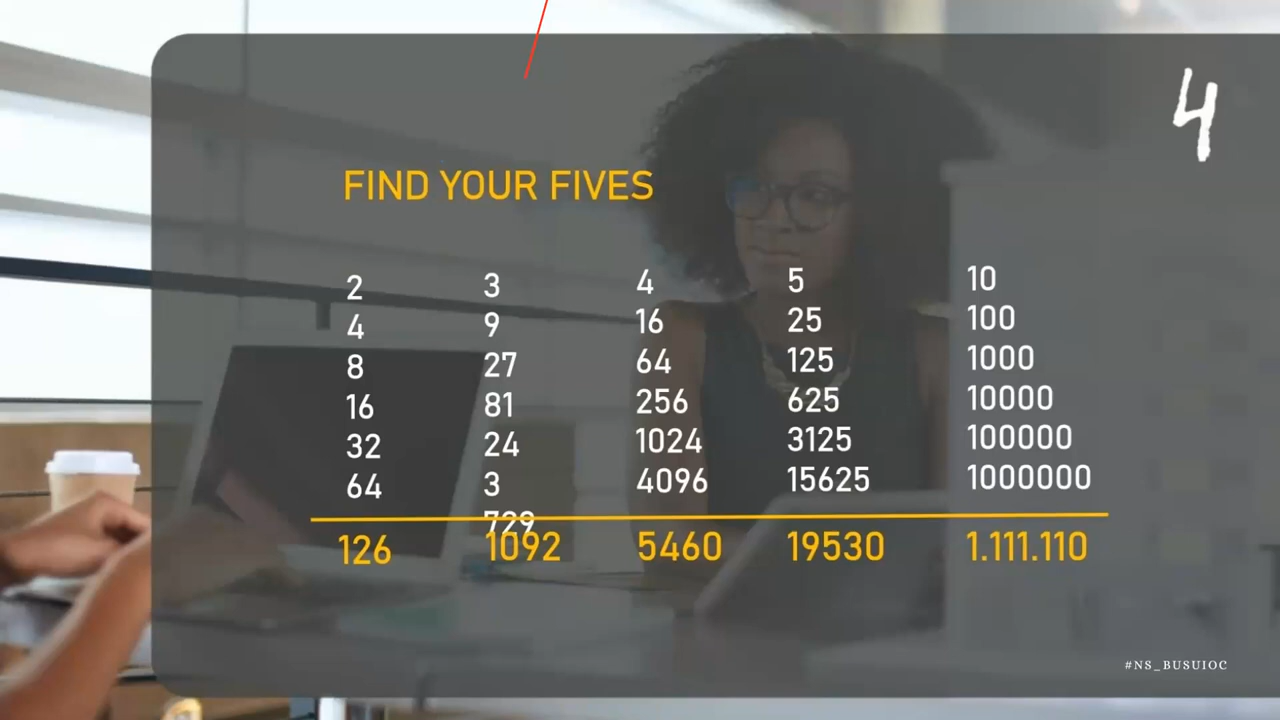 4
FIND YOUR FIVES
2 3 4 5 10
4 9 16 25 100
8 27 64 125 1000
16 81 256 625 10000
32 24 1024 3125 100000
64 3 4096 15625 1000000
729
126 1092 5460 19530 1.111.110
#NS_BUSUIOC